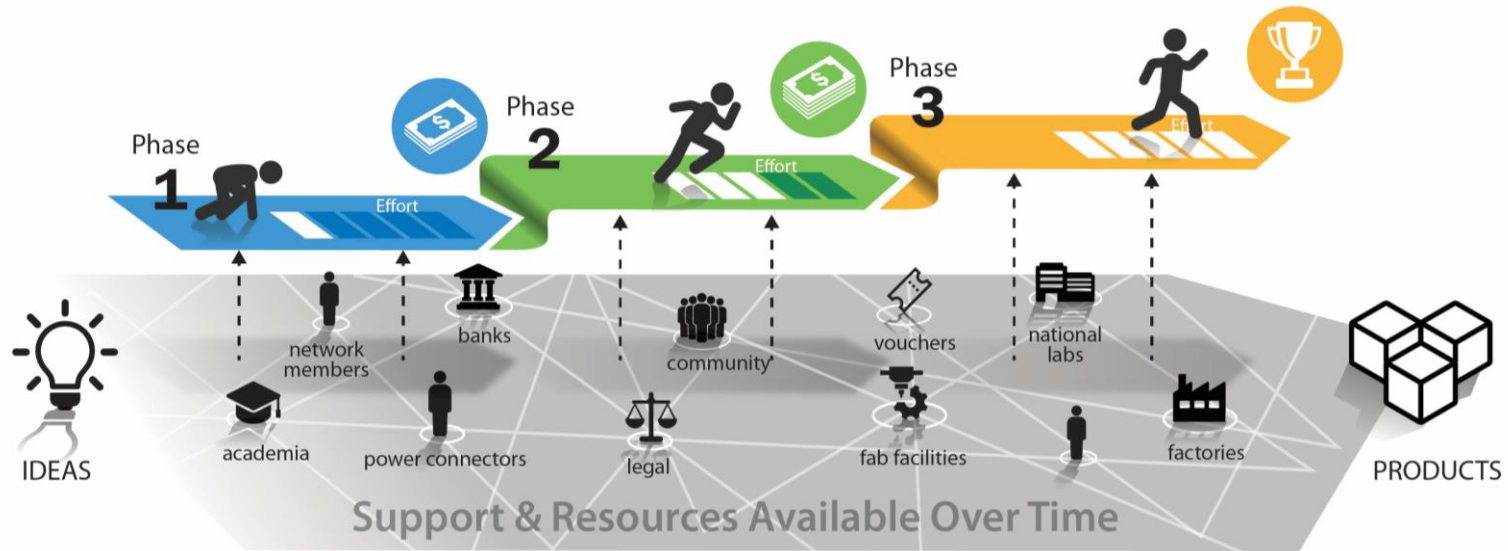 Phase
1
Effort
$
Phase
2
Effort
$
Phase
3
Effort
network
members
banks
community
vouchers
national
labs
academia
power connectors
legal
fab facilities
factories
IDEAS
PRODUCTS
Support & Resources Available Over Time